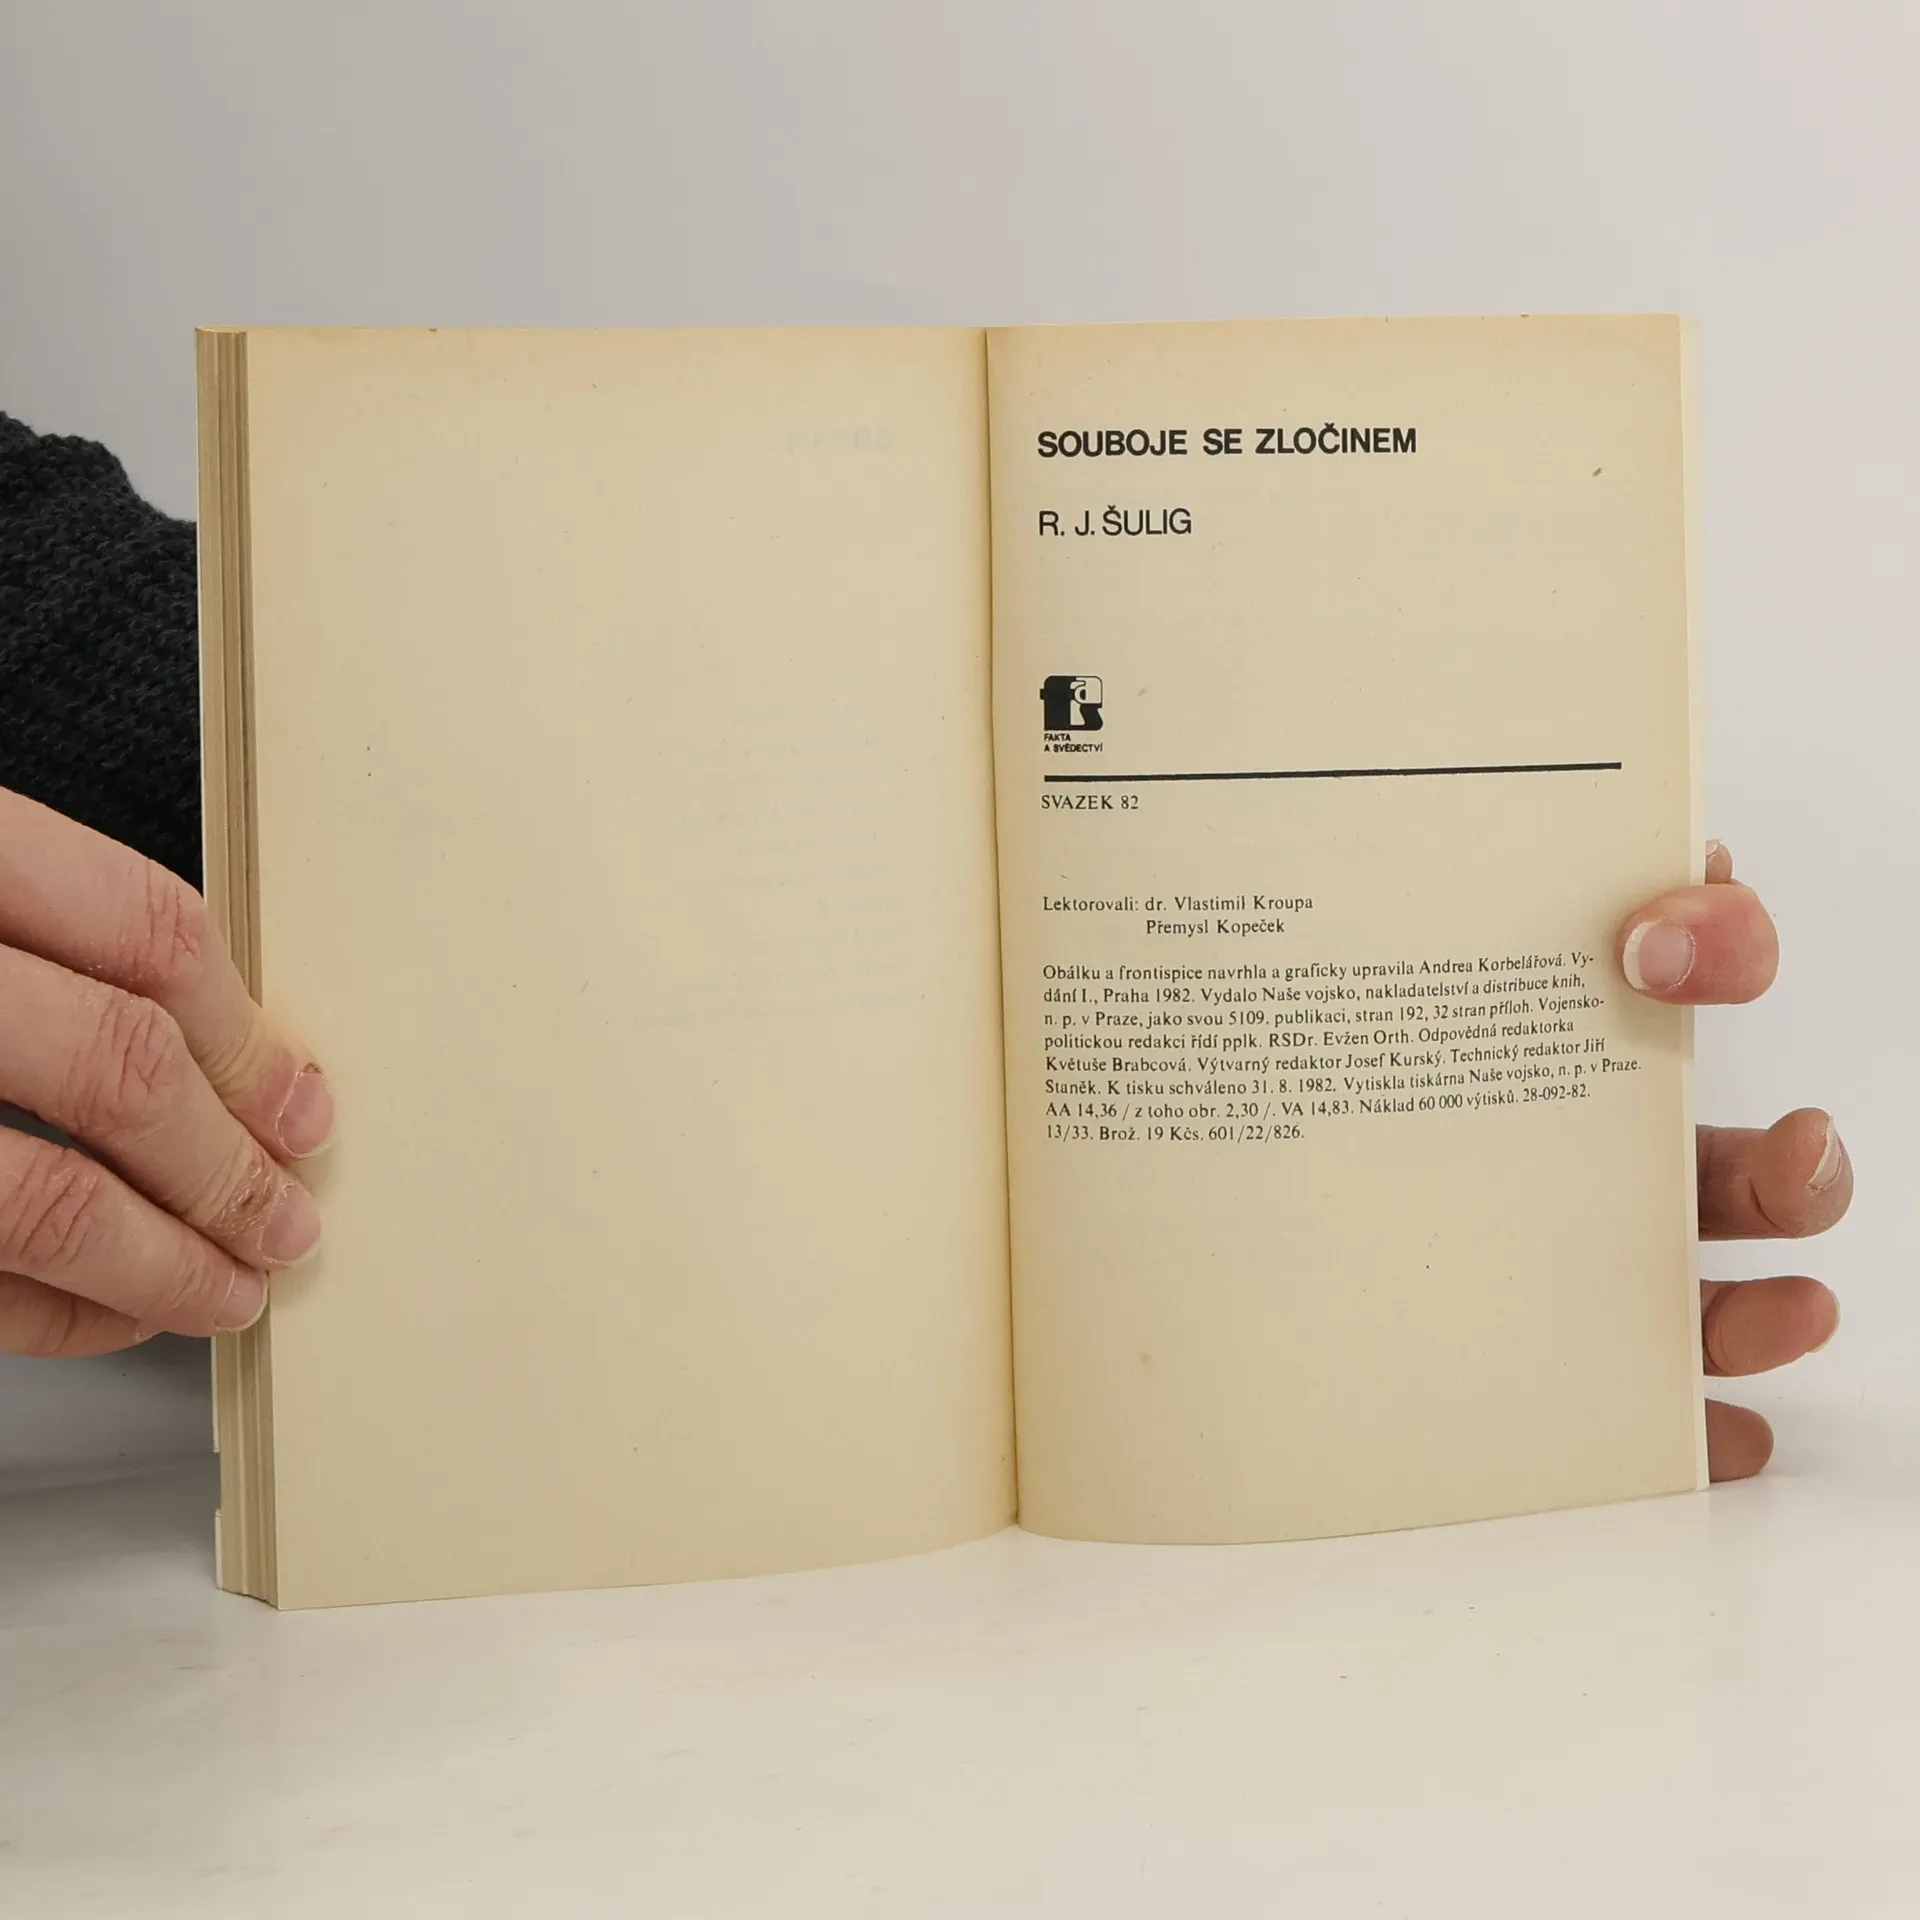 SOUBOJE SE ZLOČINEM
R. J. ŠULIG
fas
FAKTA
A SVĚDECTVÍ
SVAZEK 82
Lektorovali: dr. Vlastimil Kroupa
Přemysl Kopeček
Obálku a frontispice navrhla a graficky upravila Andrea Korbelářová. Vy-
dání I., Praha 1982. Vydalo Naše vojsko, nakladatelství a distribuce knih,
n. p. v Praze, jako svou 5109. publikaci, stran 192, 32 stran příloh. Vojensko-
politickou redakci řídí pplk. RSDr. Evžen Orth. Odpovědná redaktorka
Květuše Brabcová. Výtvarný redaktor Josef Kurský. Technický redaktor Jiří
Staněk. K tisku schváleno 31. 8. 1982. Vytiskla tiskárna Naše vojsko, n. p. v Praze.
AA 14,36 / z toho obr. 2,30 /. VA 14,83. Náklad 60 000 výtisků. 28-092-82.
13/33. Brož. 19 Kčs. 601/22/826.